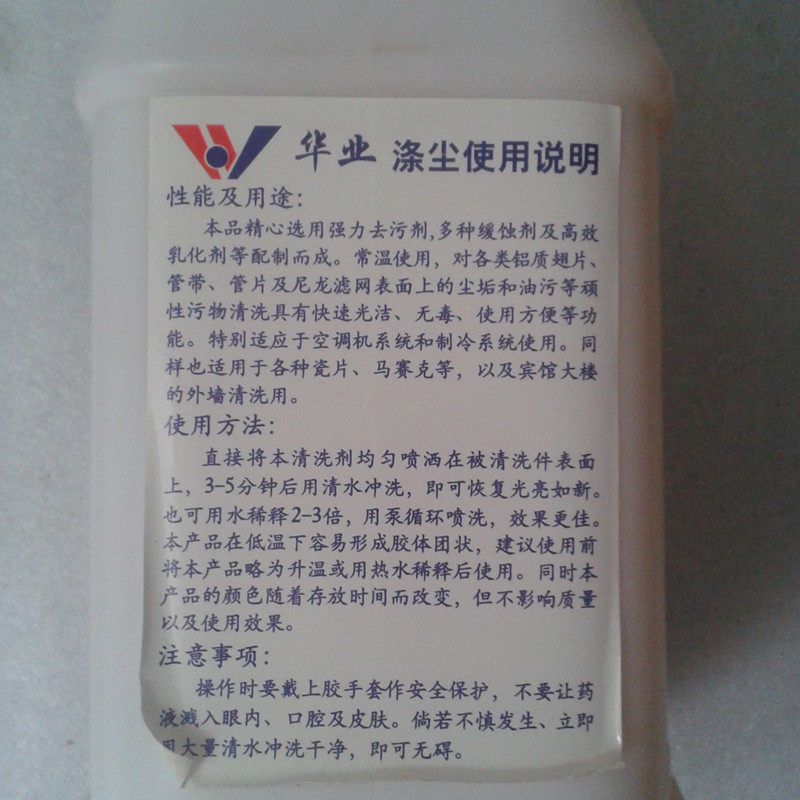 华业 涤尘使用说明
性能及用途：
本品精心选用强力去污剂,多种缓蚀剂及高效
乳化剂等配制而成。常温使用，对各类铝质翅片、
管带、管片及尼龙滤网表面上的尘垢和油污等顽
性污物清洗具有快速光洁、无毒、使用方便等功
能。特别适应于空调机系统和制冷系统使用。同
样也适用于各种瓷片、马赛克等，以及宾馆大楼
的外墙清洗用。
使用方法：
直接将本清洗剂均匀喷洒在被清洗件表面
上，3-5分钟后用清水冲洗，即可恢复光亮如新。
也可用水稀释2-3倍，用泵循环喷洗，效果更佳。
本产品在低温下容易形成胶体团状，建议使用前
将本产品略为升温或用热水稀释后使用。同时本
产品的颜色随着存放时间而改变，但不影响质量
以及使用效果。
注意事项：
操作时要戴上胶手套作安全保护，不要让药
液溅入眼内、口腔及皮肤。倘若不慎发生、立即
用大量清水冲洗干净，即可无碍。